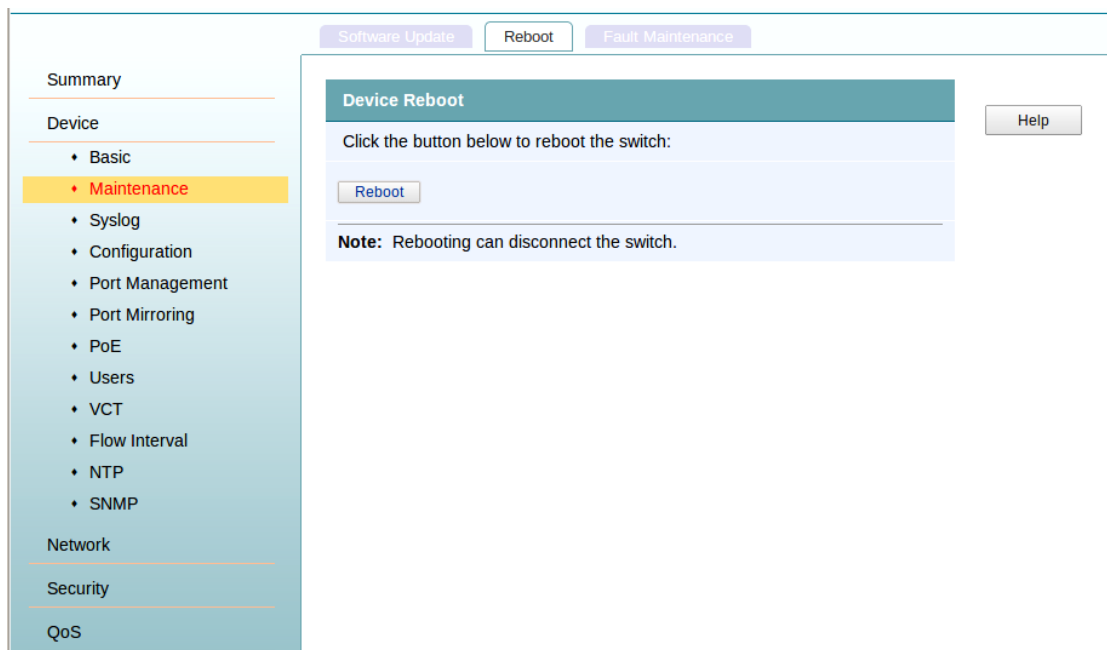 Software Update Reboot Fault Maintenance
Summary
Device
Basic
Maintenance
Syslog
Configuration
Port Management
Port Mirroring
PoE
Users
VCT
Flow Interval
NTP
SNMP
Network
Security
QoS
Device Reboot
Click the button below to reboot the switch:
Reboot
Note: Rebooting can disconnect the switch.
Help